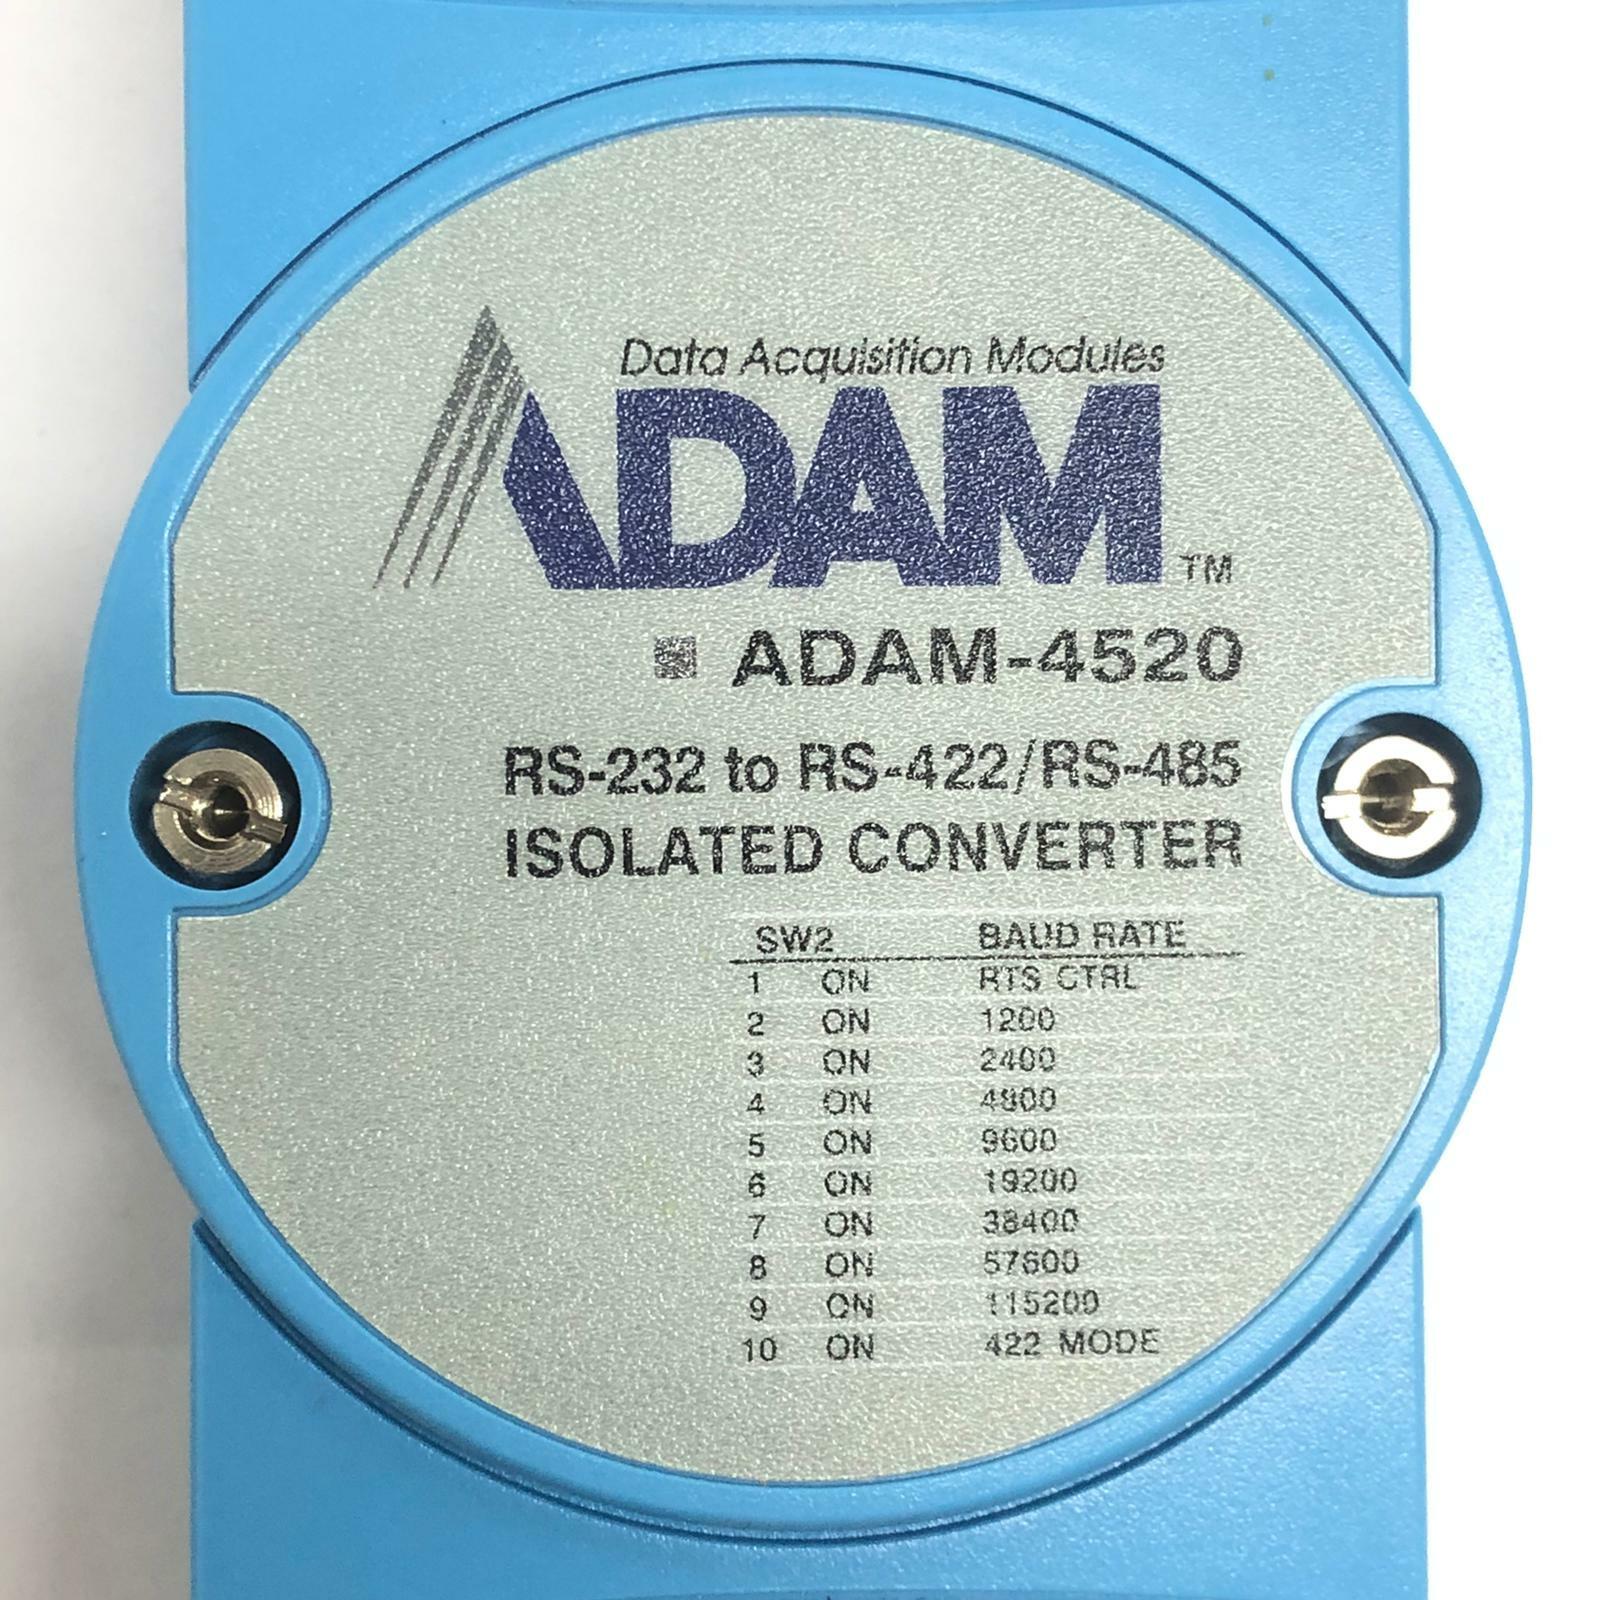 Data Acquisition Modules
ADAM TM
ADAM-4520
RS-232 to RS-422/RS-485
ISOLATED CONVERTER
SW2 BAUD RATE
1 ON RTS CTRL
2 ON 1200
3 ON 2400
4 ON 4800
5 ON 9600
6 ON 19200
7 ON 38400
8 ON 57600
9 ON 115200
10 ON 422 MODE